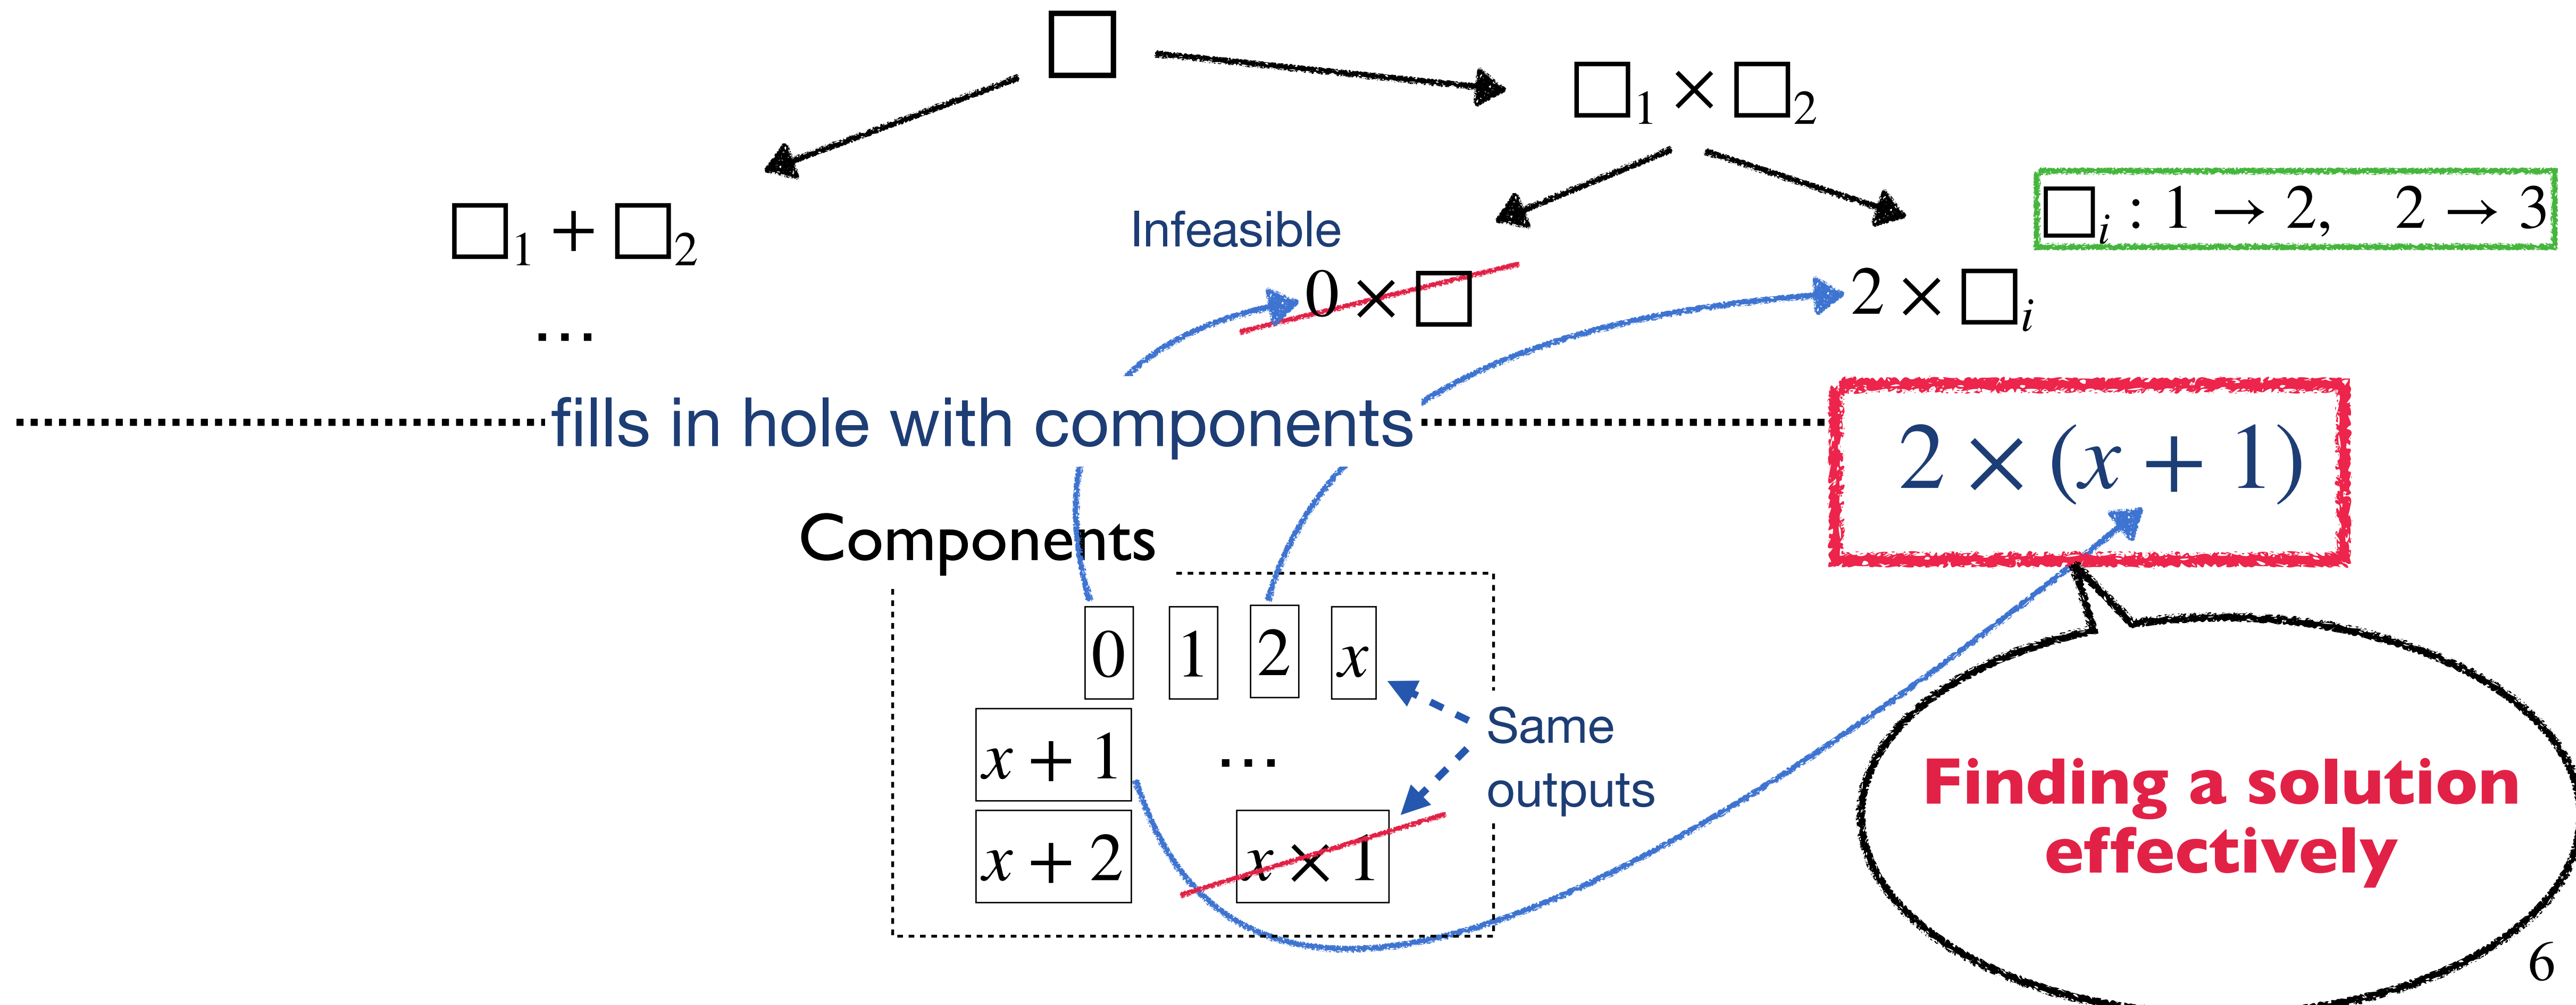 □
□₁ × □₂
□ᵢ : 1 → 2, 2 → 3
□₁ + □₂
Infeasible
0 × □
2 × □ᵢ
...
fills in hole with components
2 × (x + 1)
Components
0 1 2 x
x + 1 ...
Same
outputs
x + 2 x × 1
Finding a solution
effectively
6